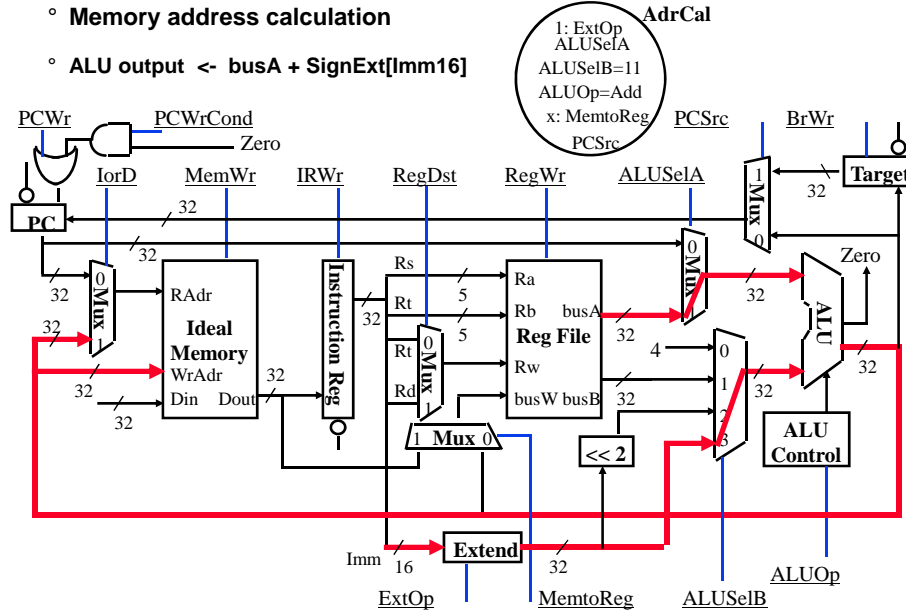 ° Memory address calculation
° ALU output <- busA + SignExt[Imm16]
AdrCal
1: ExtOp
ALUSelA
ALUSelB=11
ALUOp=Add
x: MemtoReg
PCSrc
PCWr
PCWrCond
PCSrc
BrWr
Zero
IorD
MemWr
IRWr
RegDst
RegWr
ALUSelA
1
Mux
0
32
Target
PC
32
32
32
0
Mux
1
32
32
32
RAdr
Ideal
Memory
WrAdr
Din
Dout
32
Instruction Reg
32
Rs
Rt
Rt
Rd
5
5
0
Mux
1
Ra
Rb
busA
Reg File
Rw
busW
busB
32
32
1 Mux 0
0
Mux
1
32
Zero
ALU
32
4
0
1
2
3
32
<< 2
ALU
Control
Imm
16
Extend
32
32
ALUOp
ExtOp
MemtoReg
ALUSelB